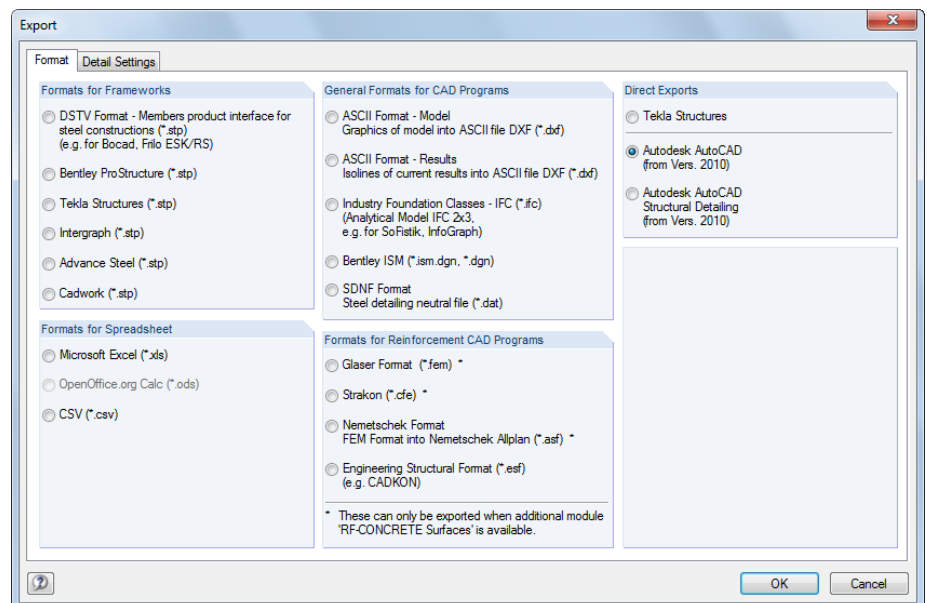 Export
Format
Detail Settings
Formats for Frameworks
DSTV Format - Members product interface for
steel constructions (*.stp)
(e.g. for Bocad, Frilo ESK/RS)
Bentley ProStructure (*.stp)
Tekla Structures (*.stp)
Intergraph (*.stp)
Advance Steel (*.stp)
Cadwork (*.stp)
Formats for Spreadsheet
Microsoft Excel (*.xls)
OpenOffice.org Calc (*.ods)
CSV (*.csv)
General Formats for CAD Programs
ASCII Format - Model
Graphics of model into ASCII file DXF (*.dxf)
ASCII Format - Results
Isolines of current results into ASCII file DXF (*.dxf)
Industry Foundation Classes - IFC (*.ifc)
(Analytical Model IFC 2x3,
e.g. for SoFistik, InfoGraph)
Bentley ISM (*.ism.dgn, *.dgn)
SDNF Format
Steel detailing neutral file (*.dat)
Formats for Reinforcement CAD Programs
Glaser Format (*.fem) *
Strakon (*.cfe) *
Nemetschek Format
FEM Format into Nemetschek Allplan (*.asf) *
Engineering Structural Format (*.esf)
(e.g. CADKON)
* These can only be exported when additional module
'RF-CONCRETE Surfaces' is available.
Direct Exports
Tekla Structures
Autodesk AutoCAD
(from Vers. 2010)
Autodesk AutoCAD
Structural Detailing
(from Vers. 2010)
OK
Cancel